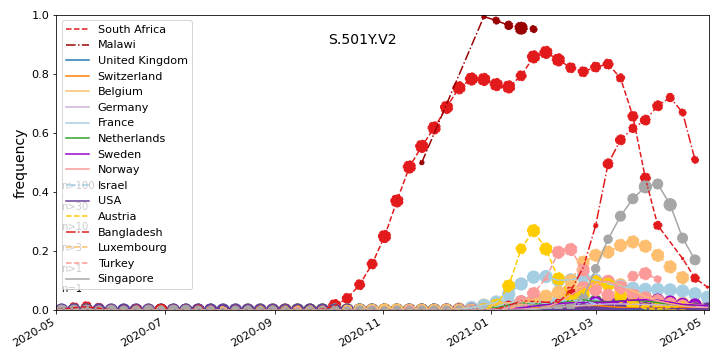 S.501Y.V2
frequency
1.0
0.8
0.6
0.4
0.2
0.0
South Africa
Malawi
United Kingdom
Switzerland
Belgium
Germany
France
Netherlands
Sweden
Norway
Israel
USA
Austria
Bangladesh
Luxembourg
Turkey
Singapore
n>100
n>30
n>10
n>3
n>1
n>1
2020-05
2020-07
2020-09
2020-11
2021-01
2021-03
2021-05